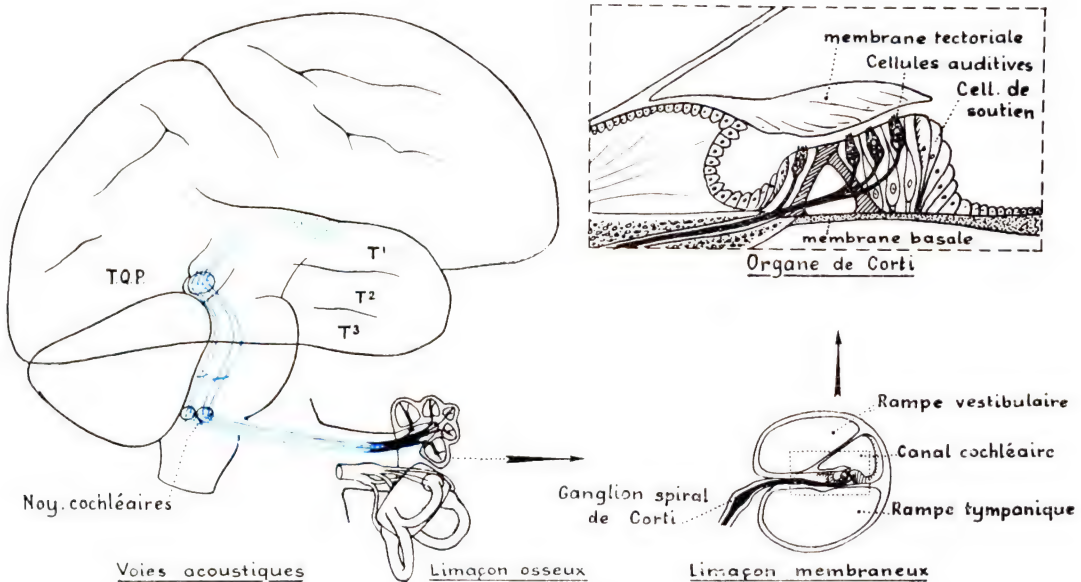 T.Q.P.
T1
T2
T3
Noy. cochléaires
Voies acoustiques
Limaçon osseux
membrane tectoriale
Cellules auditives
Cell. de
soutien
membrane basale
Organe de Corti
Rampe vestibulaire
Canal cochléaire
Ganglion spiral
de Corti
Rampe tympanique
Limaçon membraneux